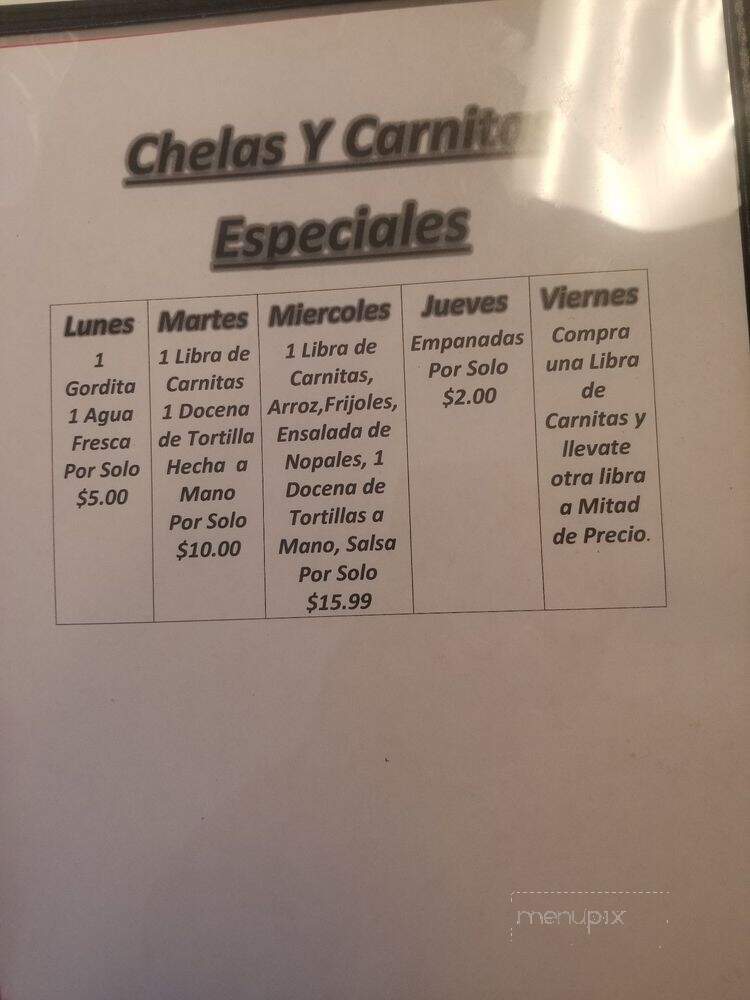 Chelas Y Carnitas
Especiales
Lunes
1
Gordita
1 Agua
Fresca
Por Solo
$5.00
Martes
1 Libra de
Carnitas
1 Docena
de Tortilla
Hecha a
Mano
Por Solo
$10.00
Miercoles
1 Libra de
Carnitas,
Arroz,Frijoles,
Ensalada de
Nopales, 1
Docena de
Tortillas a
Mano, Salsa
Por Solo
$15.99
Jueves
Empanadas
Por Solo
$2.00
Viernes
Compra
una Libra
de
Carnitas y
llevate
otra libra
a Mitad
de Precio.
menupix